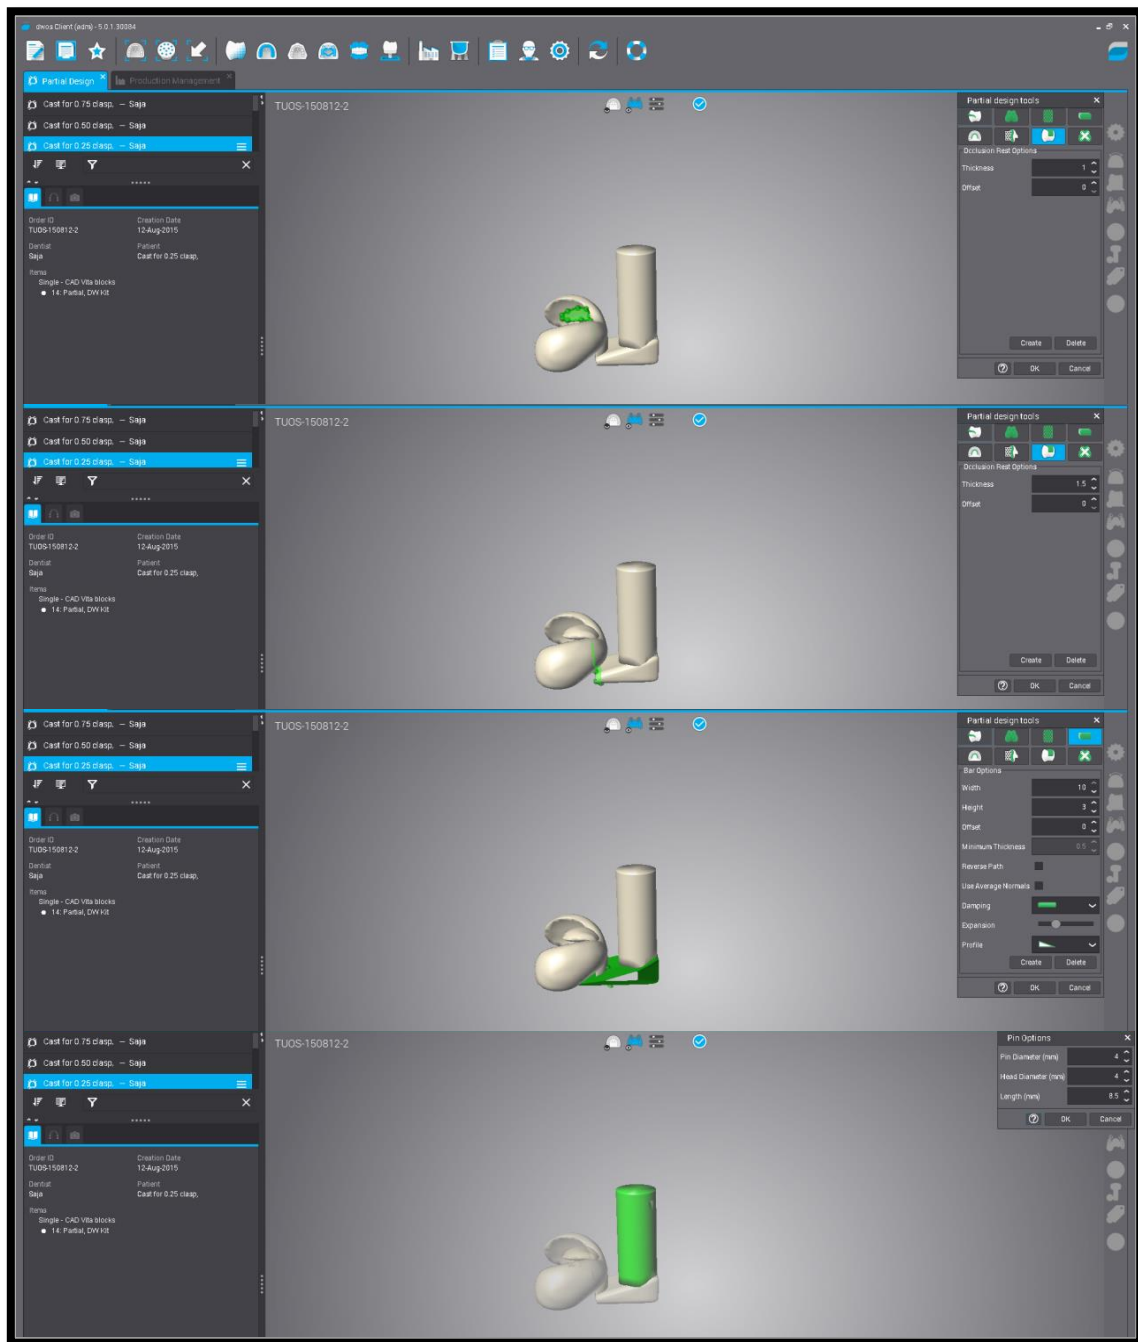 dwos Client (edm) - 5.0.1.30084
Partial Design
Production Management
Cast for 0.75 clasp, — Saja
Cast for 0.50 clasp, — Saja
Cast for 0.25 clasp, — Saja
Order ID Creation Date
TUOS-150812-2 12-Aug-2015
Dentist Patient
Saja Cast for 0.25 clasp,
Items
Single - CAD Vita blocks
14: Partial, DW Kit
TUOS-150812-2
Partial design tools
Occlusion Rest Options
Thickness 1
Offset 0
Create Delete
OK Cancel
Cast for 0.75 clasp, — Saja
Cast for 0.50 clasp, — Saja
Cast for 0.25 clasp, — Saja
Order ID Creation Date
TUOS-150812-2 12-Aug-2015
Dentist Patient
Saja Cast for 0.25 clasp,
Items
Single - CAD Vita blocks
14: Partial, DW Kit
TUOS-150812-2
Partial design tools
Occlusion Rest Options
Thickness 1.5
Offset 0
Create Delete
OK Cancel
Cast for 0.75 clasp, — Saja
Cast for 0.50 clasp, — Saja
Cast for 0.25 clasp, — Saja
Order ID Creation Date
TUOS-150812-2 12-Aug-2015
Dentist Patient
Saja Cast for 0.25 clasp,
Items
Single - CAD Vita blocks
14: Partial, DW Kit
TUOS-150812-2
Partial design tools
Bar Options
Width 10
Height 3
Offset 0
Minimum Thickness 0.5
Reverse Path
Use Average Normals
Damping
Expansion
Profile
Create Delete
OK Cancel
Cast for 0.75 clasp, — Saja
Cast for 0.50 clasp, — Saja
Cast for 0.25 clasp, — Saja
Order ID Creation Date
TUOS-150812-2 12-Aug-2015
Dentist Patient
Saja Cast for 0.25 clasp,
Items
Single - CAD Vita blocks
14: Partial, DW Kit
TUOS-150812-2
Pin Options
Pin Diameter (mm) 4
Head Diameter (mm) 4
Length (mm) 8.5
OK Cancel